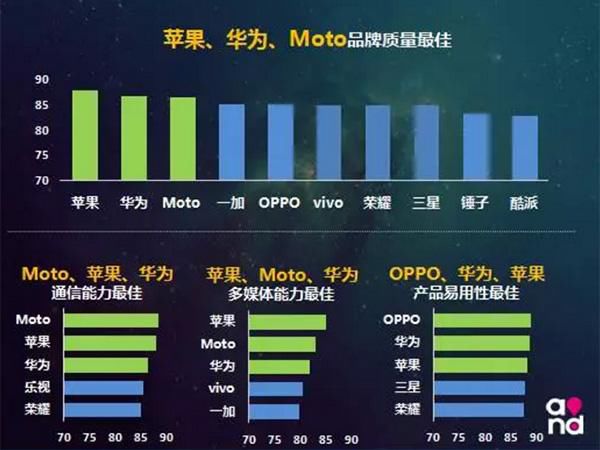 苹果、华为、Moto品牌质量最佳
90
85
80
75
70
苹果 华为 Moto 一加 OPPO vivo 荣耀 三星 锤子 酷派
Moto、苹果、华为
通信能力最佳
Moto
苹果
华为
乐视
荣耀
70 75 80 85 90
苹果、Moto、华为
多媒体能力最佳
苹果
Moto
华为
vivo
一加
70 75 80 85 90
OPPO、华为、苹果
产品易用性最佳
OPPO
华为
苹果
三星
荣耀
70 75 80 85 90
and